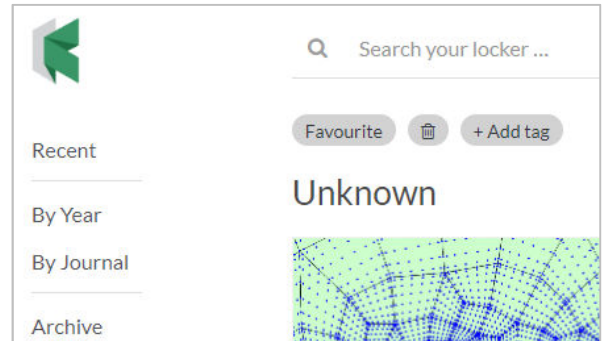 Search your locker ...
Favourite
+ Add tag
Recent
Unknown
By Year
By Journal
Archive